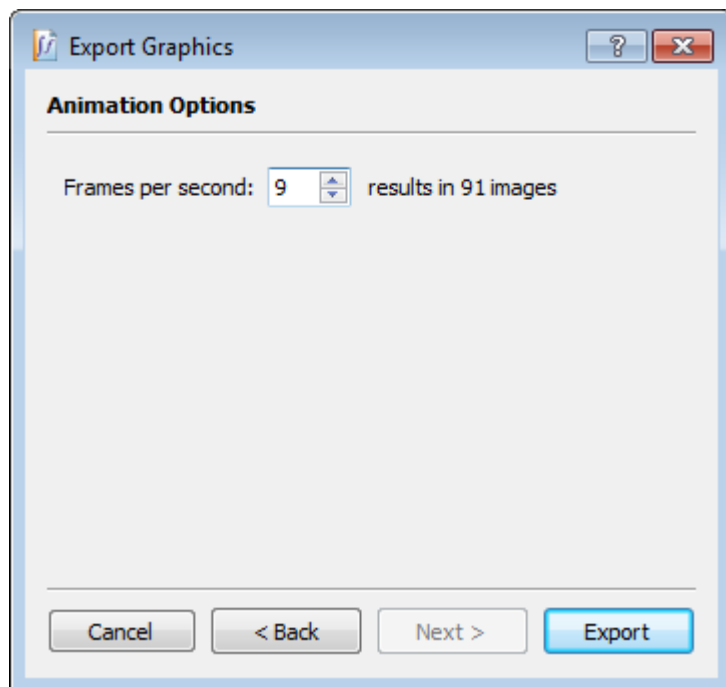 Export Graphics
Animation Options
Frames per second: 9 results in 91 images
Cancel < Back Next > Export